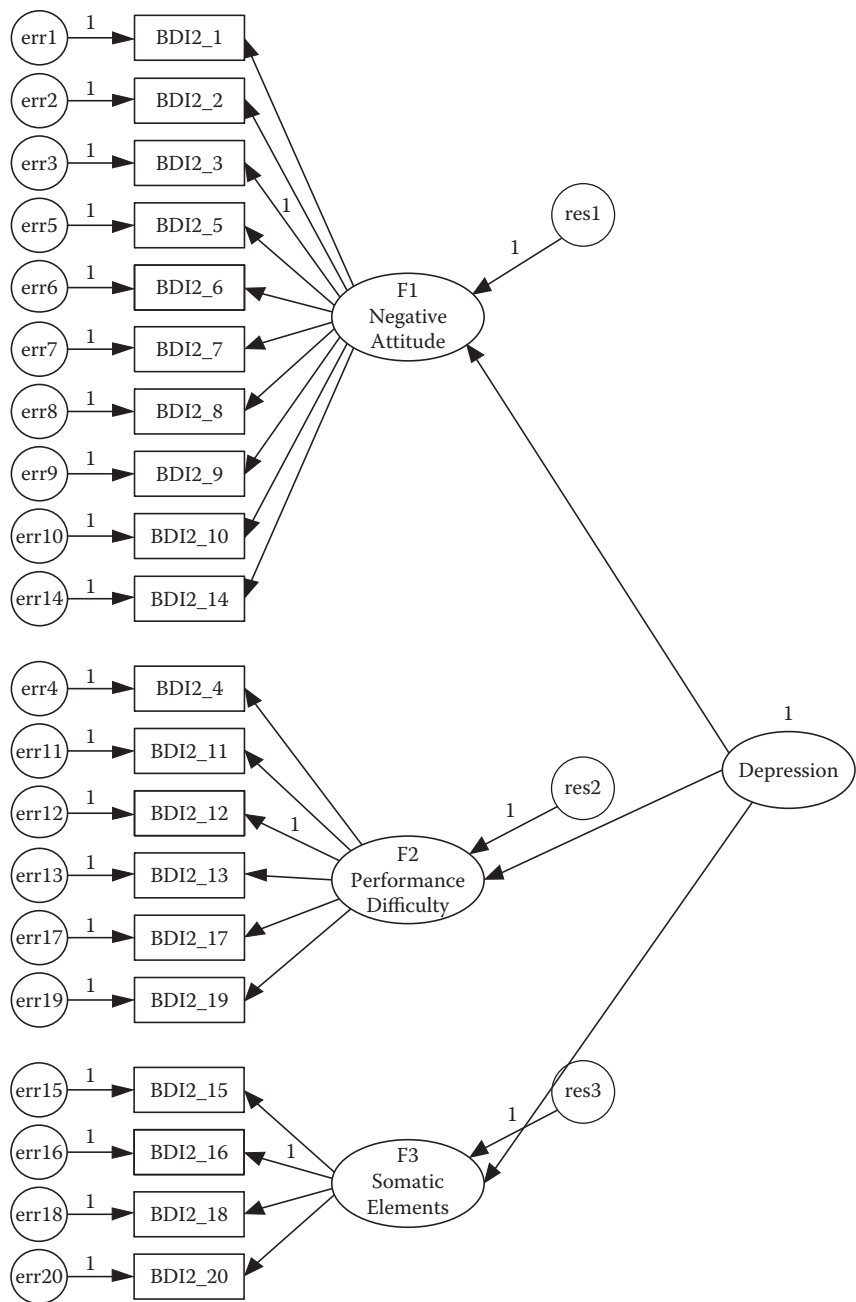 err1 1 BDI2_1
err2 1 BDI2_2
err3 1 BDI2_3
1
err5 1 BDI2_5
err6 1 BDI2_6
err7 1 BDI2_7
err8 1 BDI2_8
err9 1 BDI2_9
err10 1 BDI2_10
err14 1 BDI2_14
res1
1
F1
Negative
Attitude
err4 1 BDI2_4
err11 1 BDI2_11
err12 1 BDI2_12
1
err13 1 BDI2_13
err17 1 BDI2_17
err19 1 BDI2_19
res2
1
F2
Performance
Difficulty
1
Depression
err15 1 BDI2_15
err16 1 BDI2_16
1
err18 1 BDI2_18
err20 1 BDI2_20
res3
1
F3
Somatic
Elements